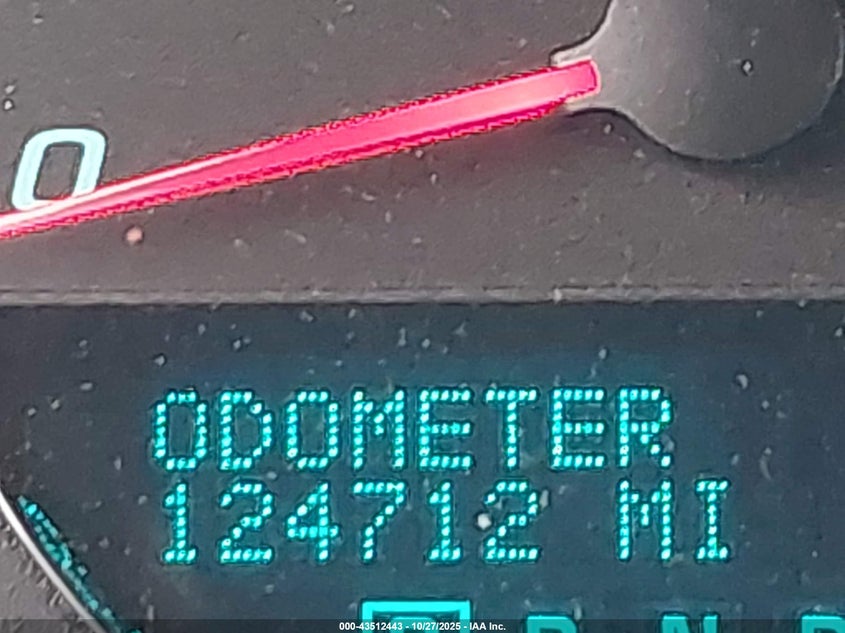 0
ODOMETER
124712 MI
R N D
000-43512443 - 10/27/2025 - IAA Inc.